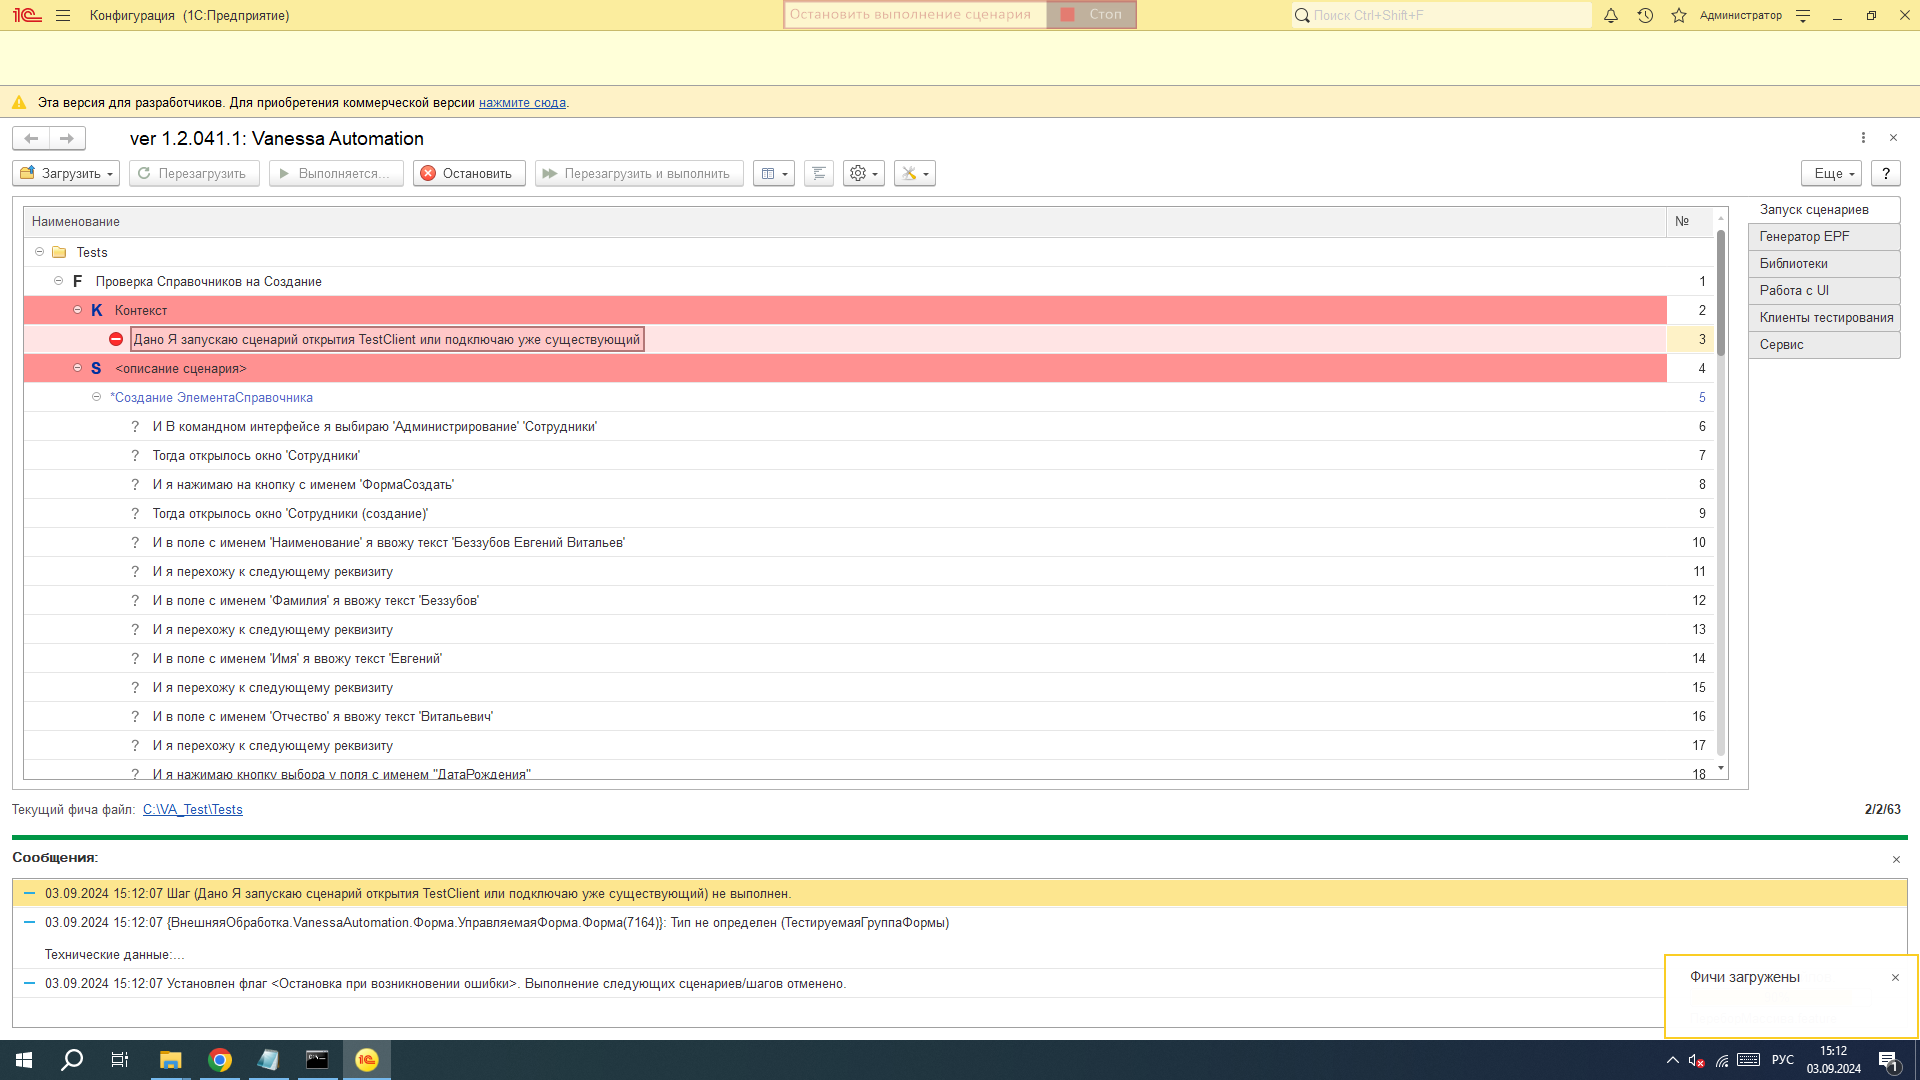 Конфигурация (1С:Предприятие)
Остановить выполнение сценария
Стоп
Поиск Ctrl+Shift+F
Администратор
Эта версия для разработчиков. Для приобретения коммерческой версии нажмите сюда.
ver 1.2.041.1: Vanessa Automation
Загрузить
Перезагрузить
Выполняется...
Остановить
Перезагрузить и выполнить
Еще
?
Наименование №
Tests
F Проверка Справочников на Создание 1
K Контекст 2
Дано Я запускаю сценарий открытия TestClient или подключаю уже существующий 3
S <описание сценария> 4
*Создание ЭлементаСправочника 5
? И В командном интерфейсе я выбираю 'Администрирование' 'Сотрудники' 6
? Тогда открылось окно 'Сотрудники' 7
? И я нажимаю на кнопку с именем 'ФормаСоздать' 8
? Тогда открылось окно 'Сотрудники (создание)' 9
? И в поле с именем 'Наименование' я ввожу текст 'Беззубов Евгений Витальев' 10
? И я перехожу к следующему реквизиту 11
? И в поле с именем 'Фамилия' я ввожу текст 'Беззубов' 12
? И я перехожу к следующему реквизиту 13
? И в поле с именем 'Имя' я ввожу текст 'Евгений' 14
? И я перехожу к следующему реквизиту 15
? И в поле с именем 'Отчество' я ввожу текст 'Витальевич' 16
? И я перехожу к следующему реквизиту 17
? И я нажимаю кнопку выбора у поля с именем "ДатаРождения" 18
Запуск сценариев
Генератор EPF
Библиотеки
Работа с UI
Клиенты тестирования
Сервис
Текущий фича файл: C:\VA_Test\Tests
2/2/63
Сообщения:
03.09.2024 15:12:07 Шаг (Дано Я запускаю сценарий открытия TestClient или подключаю уже существующий) не выполнен.
03.09.2024 15:12:07 {ВнешняяОбработка.VanessaAutomation.Форма.УправляемаяФорма.Форма(7164)}: Тип не определен (ТестируемаяГруппаФормы)
Технические данные:...
03.09.2024 15:12:07 Установлен флаг <Остановка при возникновении ошибки>. Выполнение следующих сценариев/шагов отменено.
Фичи загружены
РУС
15:12
03.09.2024
1